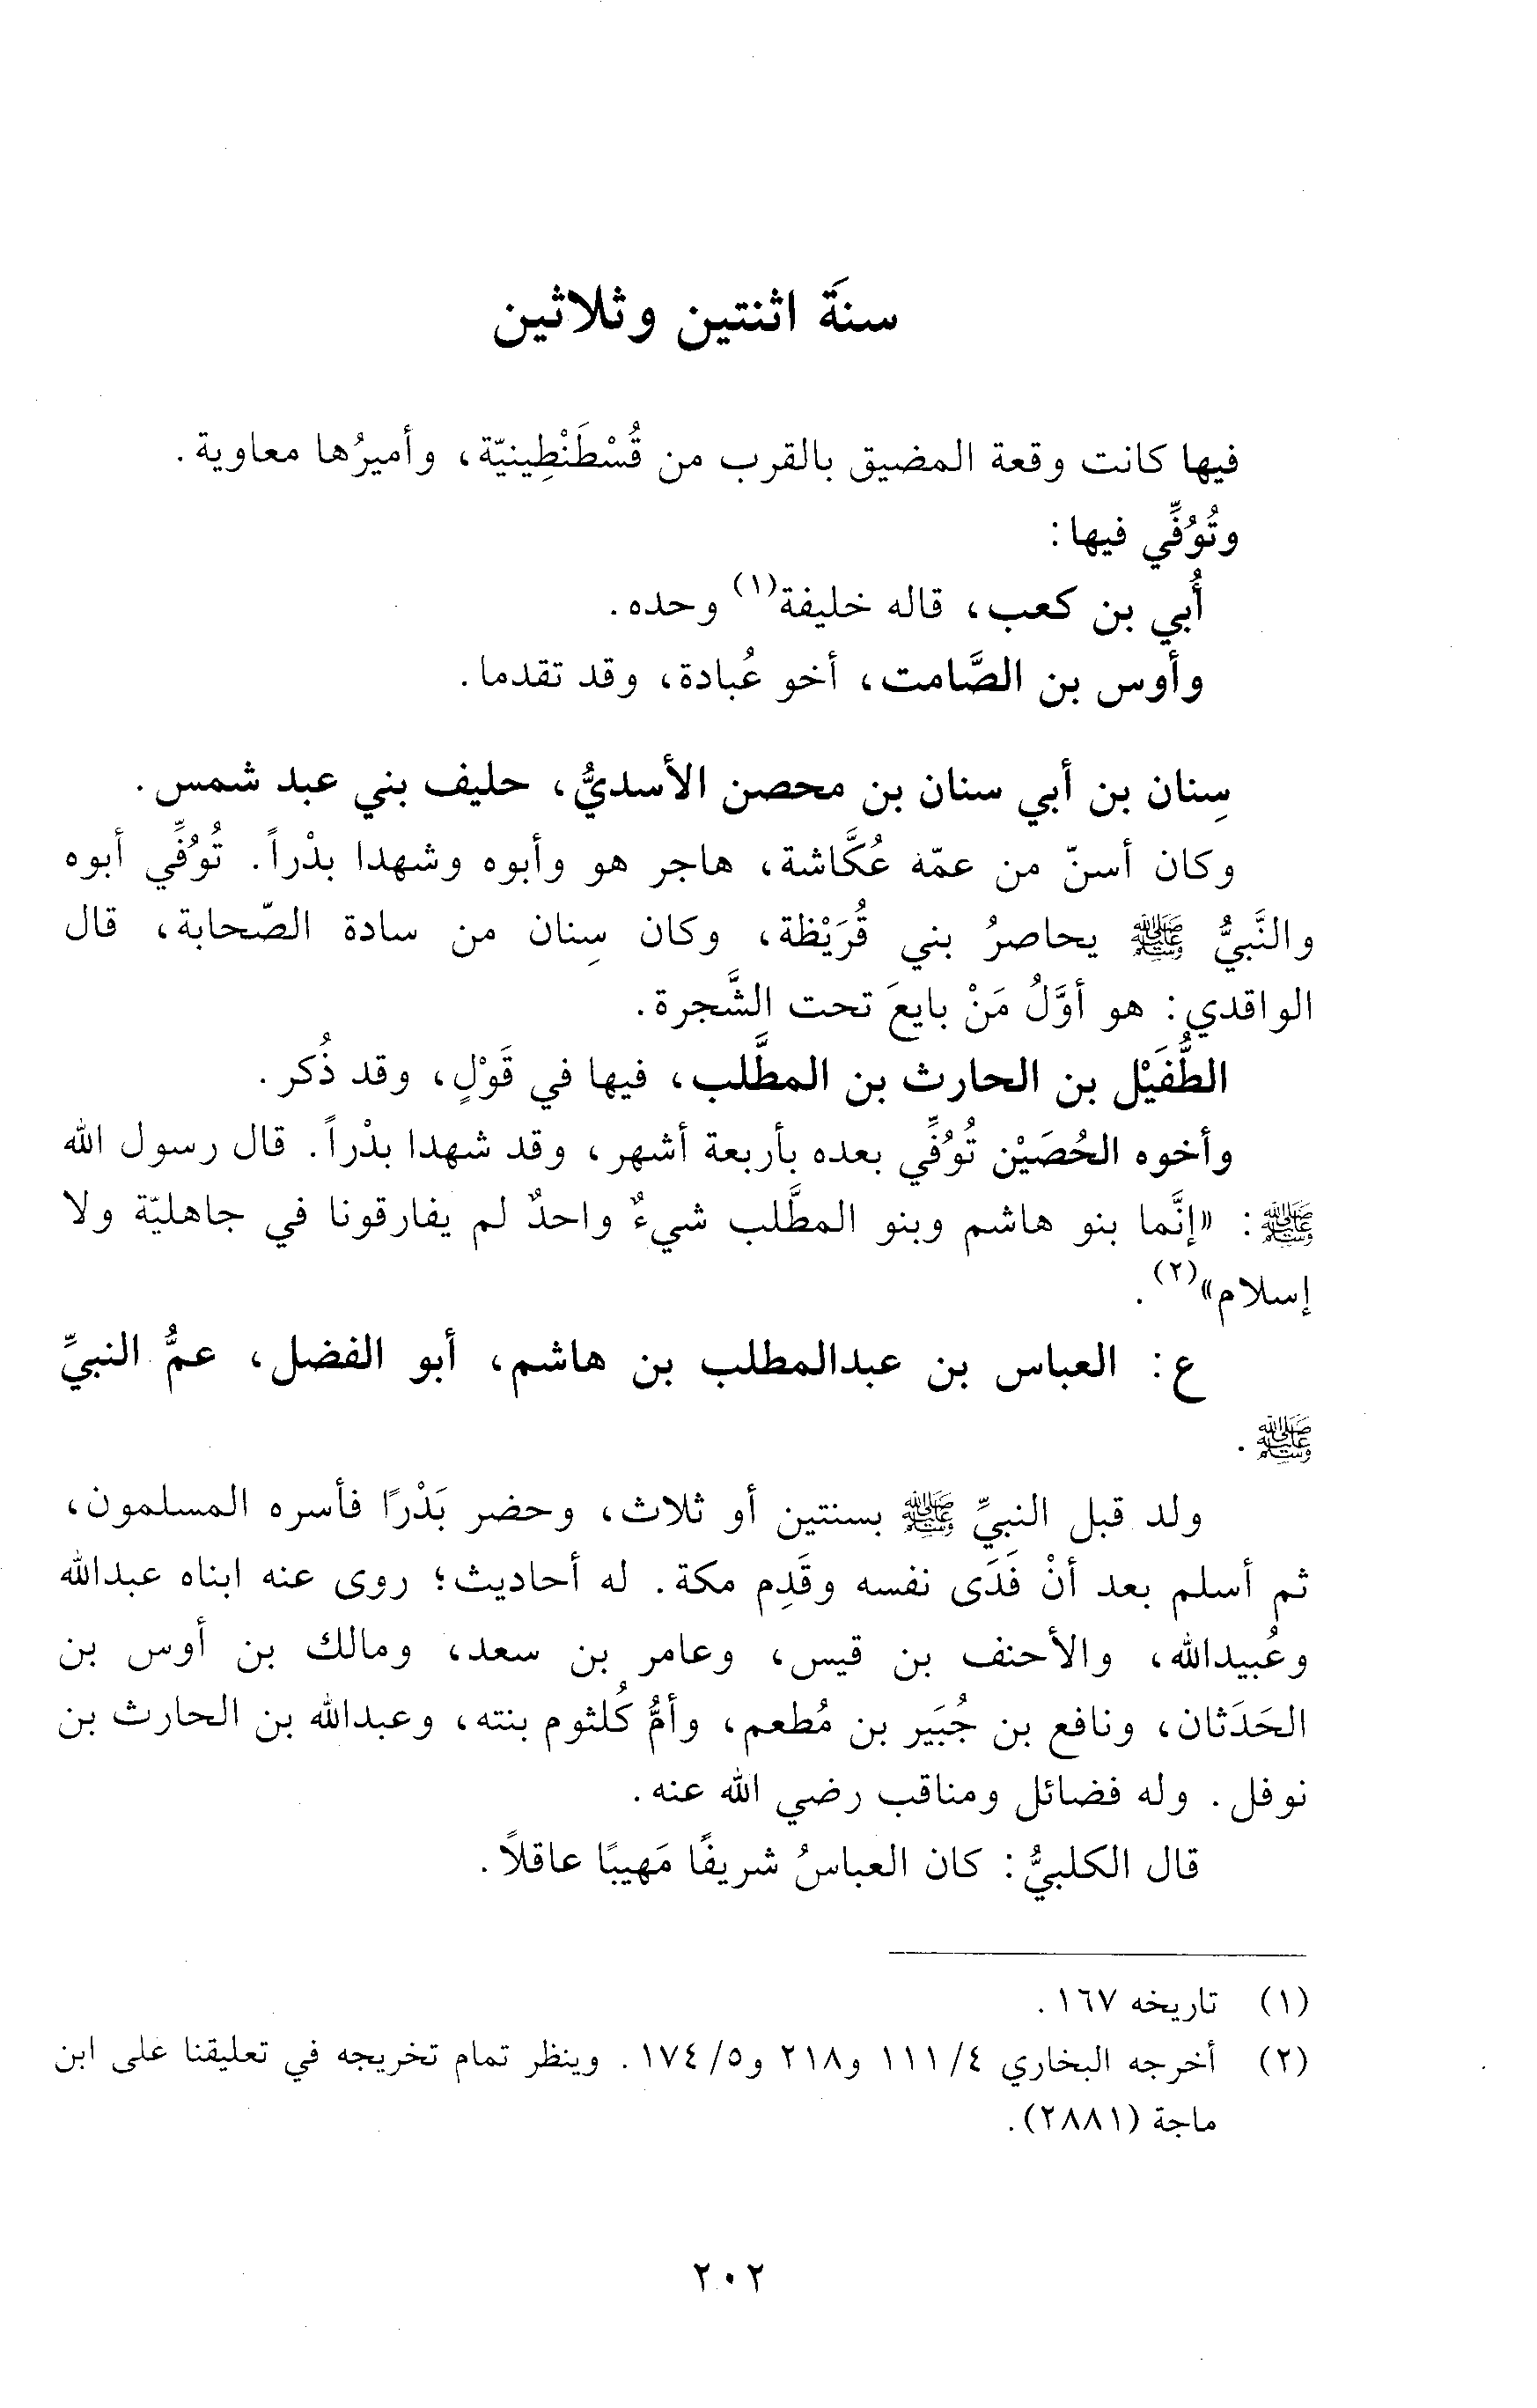 سنَة اثنتين وثلاثين
فيها كانت وقعة المضيق بالقرب من قُسْطَنْطِينيّة، وأميرُها معاوية.
وتُوُفِّي فيها:
أُبي بن كعب، قاله خليفة(١) وحده.
وأوس بن الصَّامت، أخو عُبادة، وقد تقدما.
سِنان بن أبي سنان بن محصن الأسديُّ، حليف بني عبد شمس.
وكان أسنّ من عمّه عُكَّاشة، هاجر هو وأبوه وشهدا بدْراً. تُوُفِّي أبوه
والنَّبيُّ ﷺ يحاصرُ بني قُرَيْظة، وكان سِنان من سادة الصّحابة، قال
الواقدي: هو أوَّلُ مَنْ بايعَ تحت الشَّجرة.
الطُّفَيْل بن الحارث بن المطَّلب، فيها في قَوْلٍ، وقد ذُكر.
وأخوه الحُصَيْن تُوُفِّي بعده بأربعة أشهر، وقد شهدا بدْراً. قال رسول الله
ﷺ: «إنَّما بنو هاشم وبنو المطَّلب شيءٌ واحدٌ لم يفارقونا في جاهليّة ولا
إسلام»(٢).
ع: العباس بن عبدالمطلب بن هاشم، أبو الفضل، عمُّ النبيِّ
ﷺ.
ولد قبل النبيِّ ﷺ بسنتين أو ثلاث، وحضر بَدْرًا فأسره المسلمون،
ثم أسلم بعد أنْ فَدَى نفسه وقَدِم مكة. له أحاديث؛ روى عنه ابناه عبدالله
وعُبيدالله، والأحنف بن قيس، وعامر بن سعد، ومالك بن أوس بن
الحَدَثان، ونافع بن جُبَير بن مُطعم، وأمُّ كُلثوم بنته، وعبدالله بن الحارث بن
نوفل. وله فضائل ومناقب رضي الله عنه.
قال الكلبيُّ: كان العباسُ شريفًا مَهيبًا عاقلاً.
(١) تاريخه ١٦٧.
(٢) أخرجه البخاري ٤/ ١١١ و٢١٨ و٥/ ١٧٤. وينظر تمام تخريجه في تعليقنا على ابن
ماجة (٢٨٨١).
٢٠٢